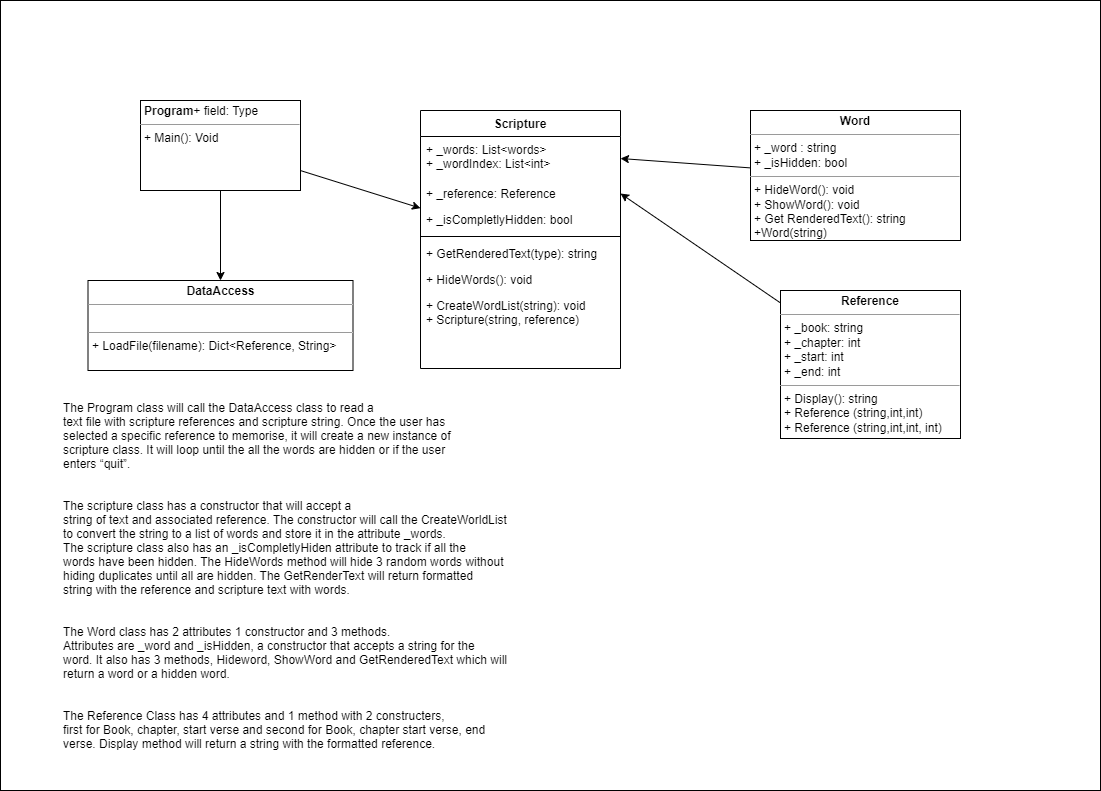 Program+ field: Type
+ Main(): Void
Scripture
+ _words: List<words>
+ _wordIndex: List<int>
+ _reference: Reference
+ _isCompletlyHidden: bool
+ GetRenderedText(type): string
+ HideWords(): void
+ CreateWordList(string): void
+ Scripture(string, reference)
Word
+ _word : string
+ _isHidden: bool
+ HideWord(): void
+ ShowWord(): void
+ Get RenderedText(): string
+Word(string)
DataAccess
+ LoadFile(filename): Dict<Reference, String>
Reference
+ _book: string
+ _chapter: int
+ _start: int
+ _end: int
+ Display(): string
+ Reference (string,int,int)
+ Reference (string,int,int, int)
The Program class will call the DataAccess class to read a
text file with scripture references and scripture string. Once the user has
selected a specific reference to memorise, it will create a new instance of
scripture class. It will loop until the all the words are hidden or if the user
enters “quit”.
The scripture class has a constructor that will accept a
string of text and associated reference. The constructor will call the CreateWorldList
to convert the string to a list of words and store it in the attribute _words.
The scripture class also has an _isCompletlyHiden attribute to track if all the
words have been hidden. The HideWords method will hide 3 random words without
hiding duplicates until all are hidden. The GetRenderText will return formatted
string with the reference and scripture text with words.
The Word class has 2 attributes 1 constructor and 3 methods.
Attributes are _word and _isHidden, a constructor that accepts a string for the
word. It also has 3 methods, Hideword, ShowWord and GetRenderedText which will
return a word or a hidden word.
The Reference Class has 4 attributes and 1 method with 2 constructers,
first for Book, chapter, start verse and second for Book, chapter start verse, end
verse. Display method will return a string with the formatted reference.